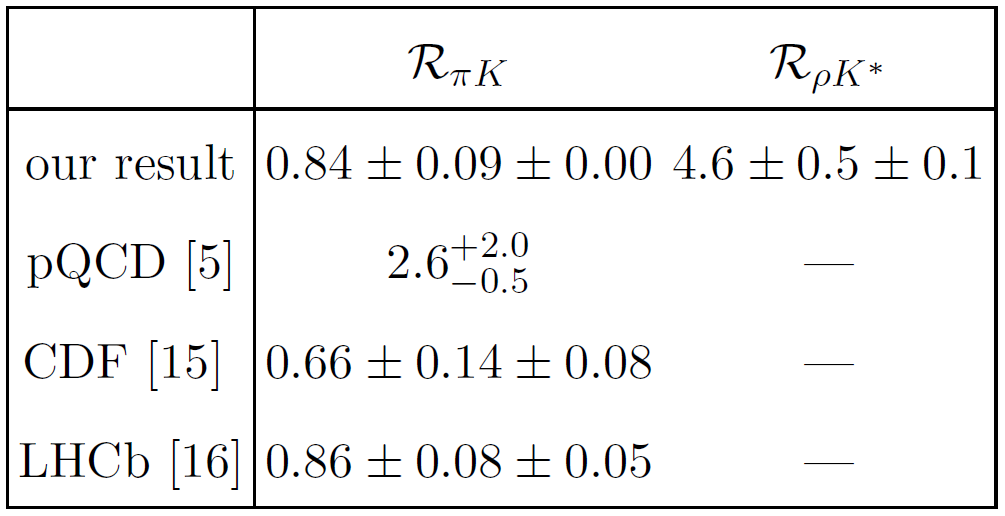 𝓡_{πK} 𝓡_{ρK*}
our result 0.84 ± 0.09 ± 0.00 4.6 ± 0.5 ± 0.1
pQCD [5] 2.6^{+2.0}_{−0.5} —
CDF [15] 0.66 ± 0.14 ± 0.08 —
LHCb [16] 0.86 ± 0.08 ± 0.05 —